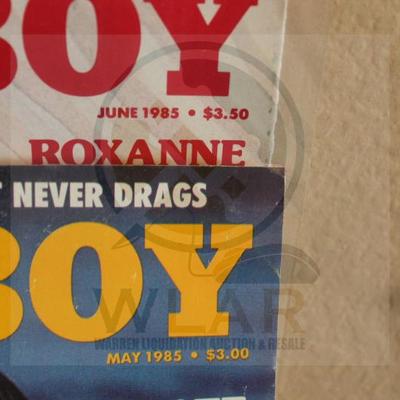 BOY
JUNE 1985 • $3.50
ROXANNE
NEVER DRAGS
BOY
MAY 1985 • $3.00
WLAR
WARREN LIQUIDATION AUCTION & RESALE